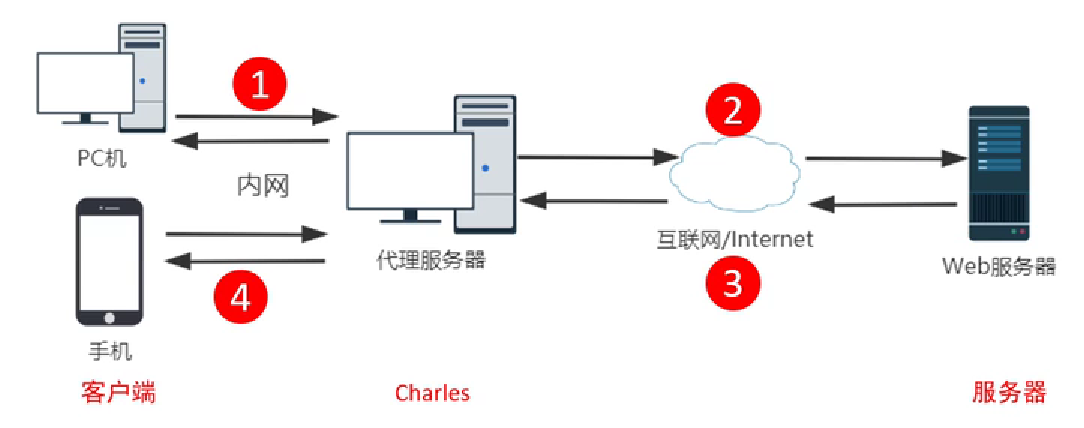 1
2
PC机
内网
代理服务器
互联网/Internet
Web服务器
4
3
手机
客户端
Charles
服务器